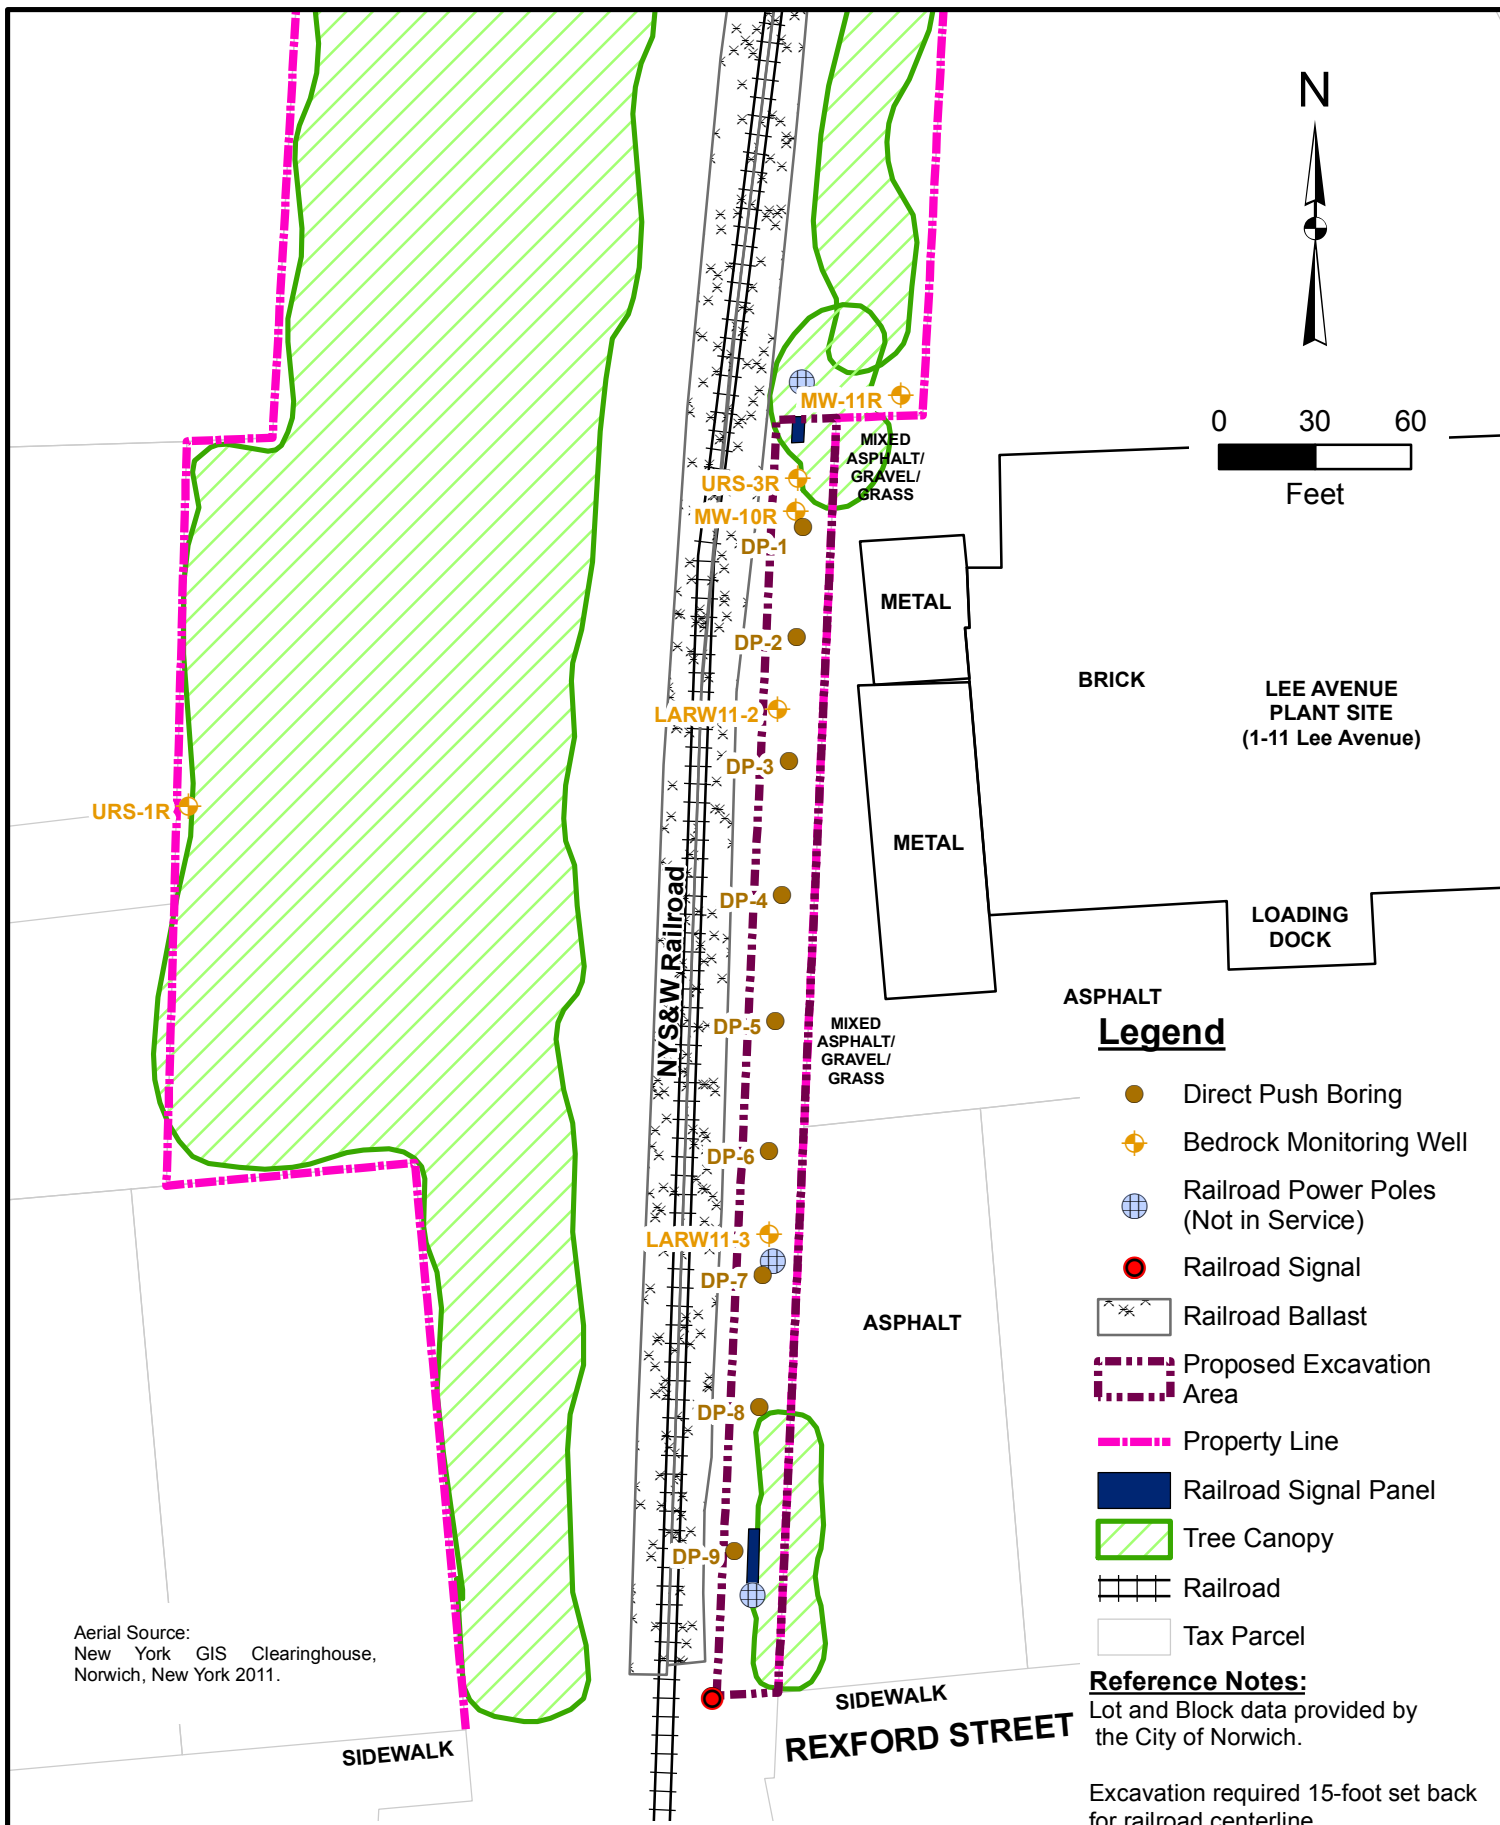 N
0 30 60
Feet
MW-11R
MIXED
ASPHALT/
GRAVEL/
GRASS
URS-3R
MW-10R
DP-1
METAL
DP-2
BRICK
LEE AVENUE
PLANT SITE
(1-11 Lee Avenue)
LARW11-2
DP-3
URS-1R
METAL
NYS&W Railroad
DP-4
LOADING
DOCK
ASPHALT
DP-5
MIXED
ASPHALT/
GRAVEL/
GRASS
DP-6
LARW11-3
DP-7
ASPHALT
DP-8
DP-9
Legend
Direct Push Boring
Bedrock Monitoring Well
Railroad Power Poles
(Not in Service)
Railroad Signal
Railroad Ballast
Proposed Excavation
Area
Property Line
Railroad Signal Panel
Tree Canopy
Railroad
Tax Parcel
Aerial Source:
New York GIS Clearinghouse,
Norwich, New York 2011.
SIDEWALK
SIDEWALK
REXFORD STREET
Reference Notes:
Lot and Block data provided by
the City of Norwich.
Excavation required 15-foot set back
for railroad centerline